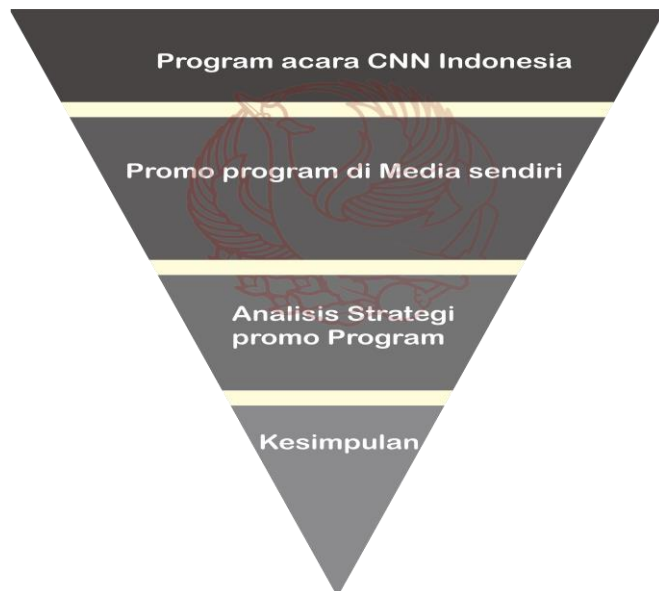 Program acara CNN Indonesia
Promo program di Media sendiri
Analisis Strategi
promo Program
Kesimpulan